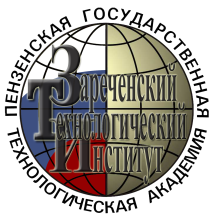 ПЕНЗЕНСКАЯ ГОСУДАРСТВЕННАЯ
ТЕХНОЛОГИЧЕСКАЯ АКАДЕМИЯ
Зареченский
Технологический
Институт